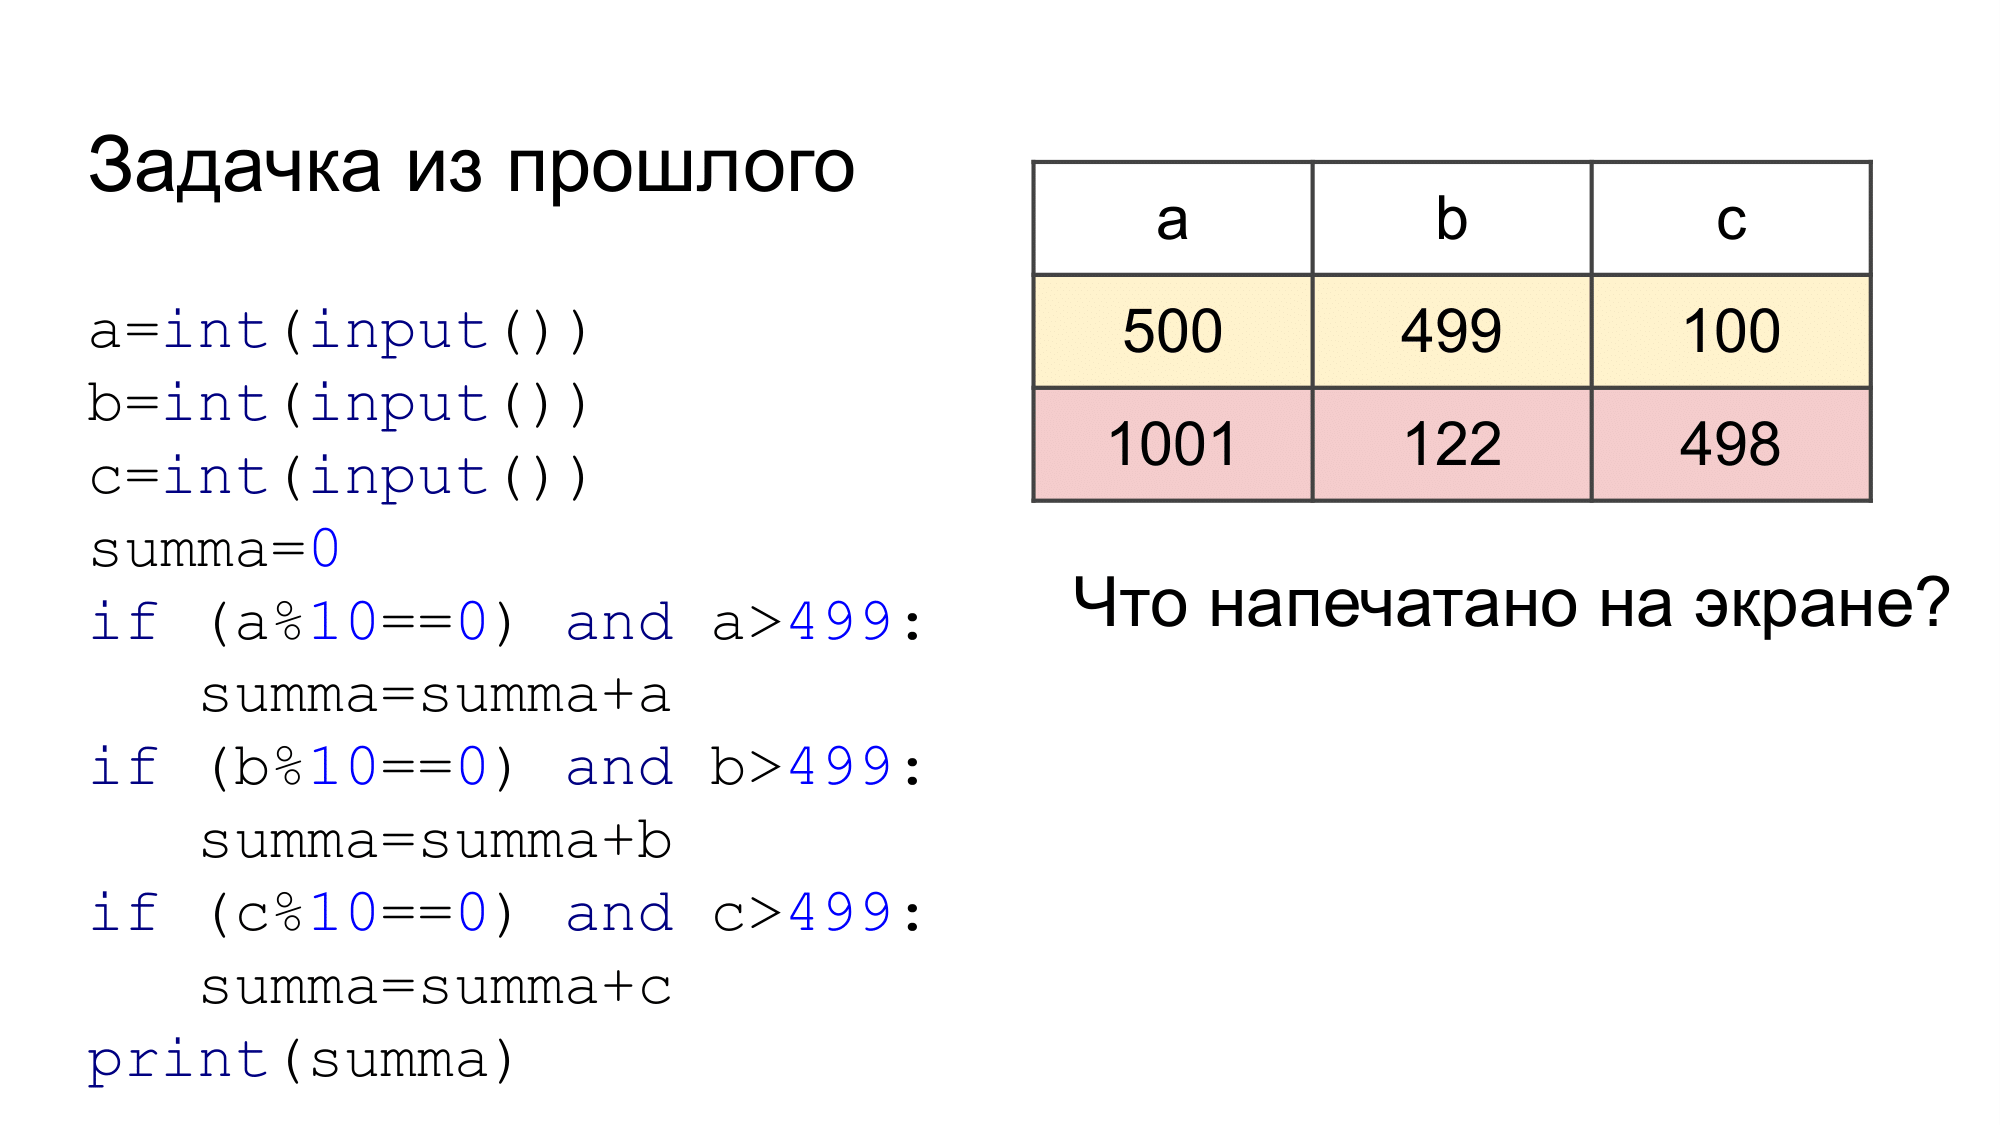 Задачка из прошлого
a=int(input())
b=int(input())
c=int(input())
summa=0
if (a%10==0) and a>499:
   summa=summa+a
if (b%10==0) and b>499:
   summa=summa+b
if (c%10==0) and c>499:
   summa=summa+c
print(summa)
a b c
500 499 100
1001 122 498
Что напечатано на экране?